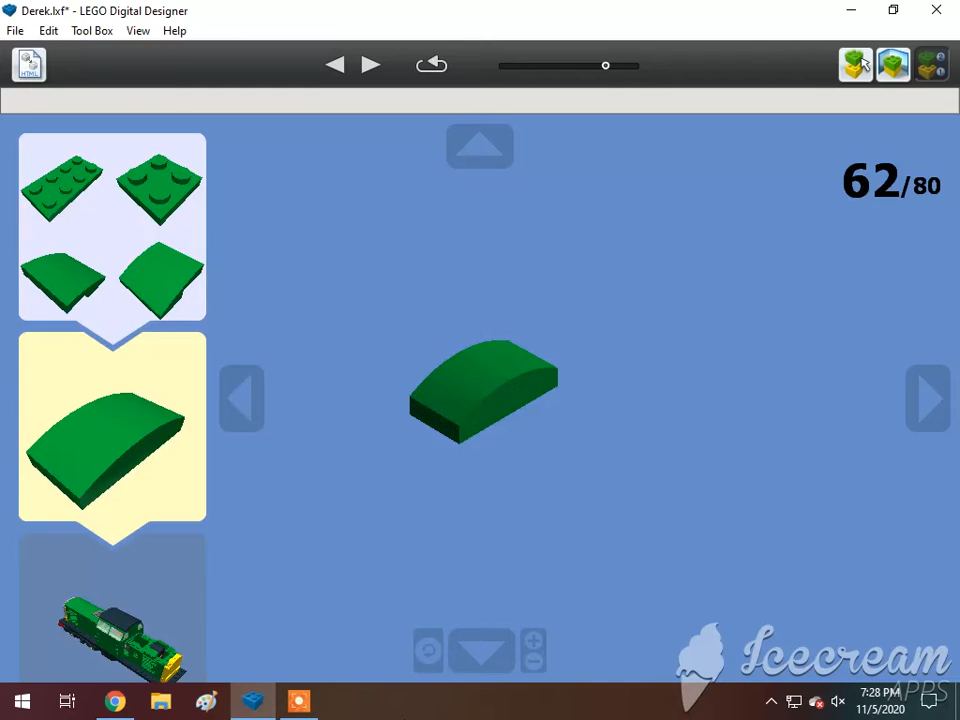 Derek.lxf* - LEGO Digital Designer
File Edit Tool Box View Help
HTML
62/80
Icecream
APPS
7:28 PM
11/5/2020